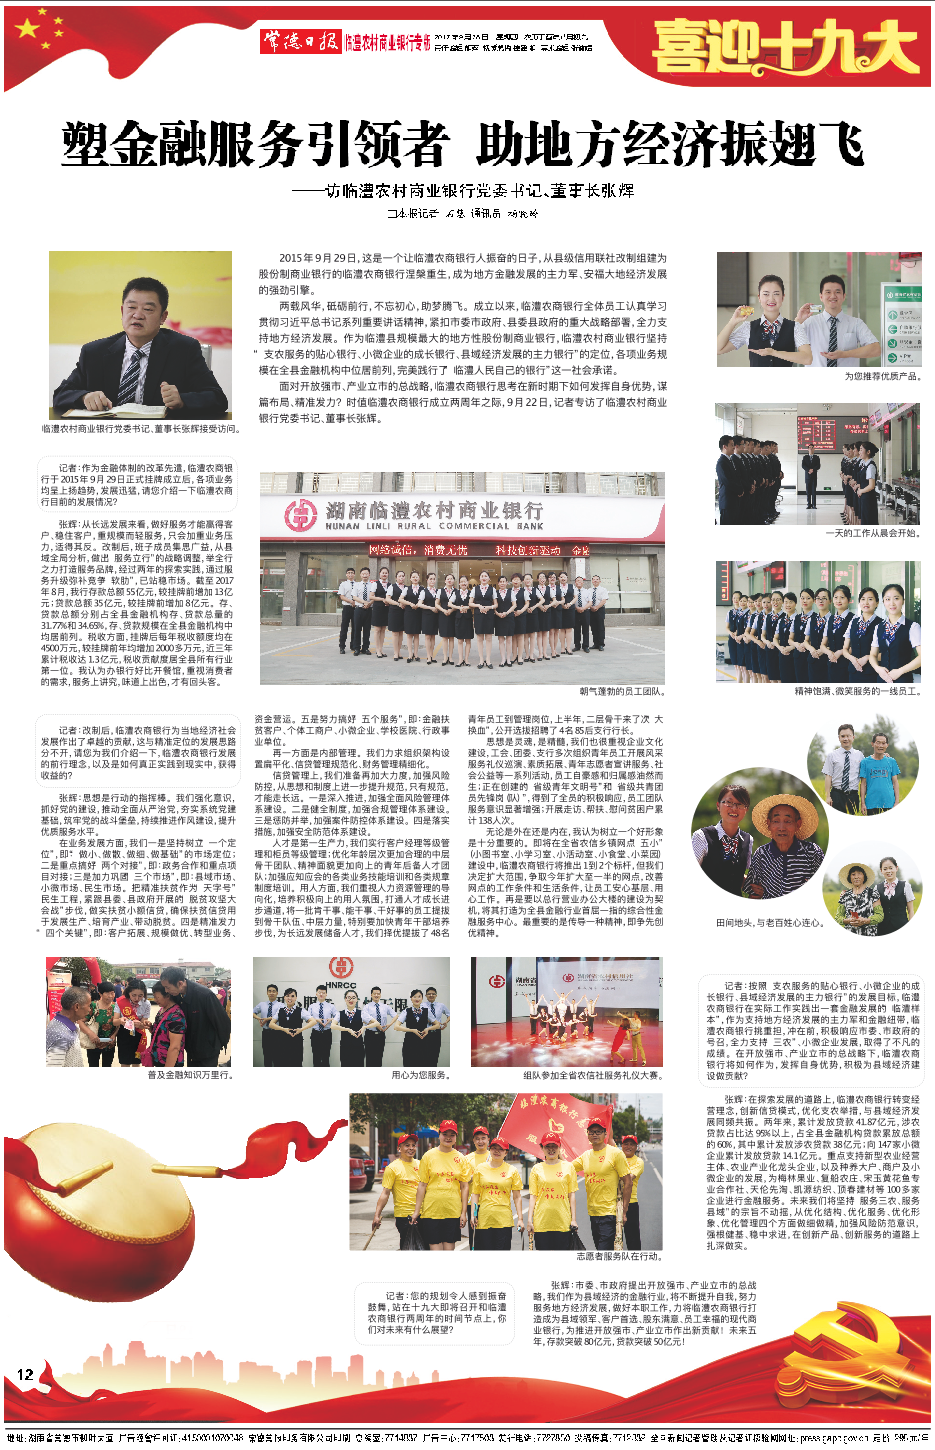 常德日报
临澧农村商业银行专版
喜迎十九大
塑金融服务引领者 助地方经济振翅飞
——访临澧农村商业银行党委书记、董事长张辉
2015年9月29日,这是一个让临澧农商银行人振奋的日子,从县级信用联社改制组建为
股份制商业银行的临澧农商银行涅槃重生,成为地方金融发展的主力军、安福大地经济发展
的强劲引擎。
两载风华,砥砺前行,不忘初心,助梦腾飞。成立以来,临澧农商银行全体员工认真学习
贯彻习近平总书记系列重要讲话精神,紧扣市委市政府、县委县政府的重大战略部署,全力支
持地方经济发展。作为临澧县规模最大的地方性股份制商业银行,临澧农村商业银行坚持
“支农服务的贴心银行、小微企业的成长银行、县域经济发展的主力银行”的定位,各项业务规
模在全县金融机构中位居前列,完美践行了 临澧人民自己的银行”这一社会承诺。
面对开放强市、产业立市的总战略,临澧农商银行思考在新时期下如何发挥自身优势,谋
篇布局、精准发力?时值临澧农商银行成立两周年之际,9月22日,记者专访了临澧农村商业
银行党委书记、董事长张辉。
临澧农村商业银行党委书记、董事长张辉接受访问。
为您推荐优质产品。
一天的工作从晨会开始。
精神饱满、微笑服务的一线员工。
湖南临澧农村商业银行
HUNAN LINLI RURAL COMMERCIAL BANK
网络诚信,消费无忧 科技创新驱动 金融
朝气蓬勃的员工团队。
记者:作为金融体制的改革先遣,临澧农商银
行于2015年9月29日正式挂牌成立后,各项业务
均呈上扬趋势,发展迅猛,请您介绍一下临澧农商
行目前的发展情况?
张辉:从长远发展来看,做好服务才能赢得客
户、稳住客户,重规模而轻服务,只会加重业务压
力,适得其反。改制后,班子成员集思广益,从县
域全局分析,做出 服务立行”的战略调整,举全行
之力打造服务品牌,经过两年的探索实践,通过服
务升级弥补竞争 软肋”,已站稳市场。截至2017
年8月,我行存款总额55亿元,较挂牌前增加13亿
元;贷款总额35亿元,较挂牌前增加8亿元。存、
贷款总额分别占全县金融机构存、贷款总量的
31.77%和34.65%,存、贷款规模在全县金融机构中
均居前列。税收方面,挂牌后每年税收额度均在
4500万元,较挂牌前年均增加2000多万元,近三年
累计税收达1.3亿元,税收贡献度居全县所有行业
第一位。我认为办银行好比开餐馆,重视消费者
的需求,服务上讲究,味道上出色,才有回头客。
记者:改制后,临澧农商银行为当地经济社会
发展作出了卓越的贡献,这与精准定位的发展思路
分不开,请您为我们介绍一下,临澧农商银行发展
的前行理念,以及是如何真正实践到现实中,获得
收益的?
张辉:思想是行动的指挥棒。我们强化意识,
抓好党的建设,推动全面从严治党,夯实系统党建
基础,筑牢党的战斗堡垒,持续推进作风建设,提升
优质服务水平。
在业务发展方面,我们一是坚持树立 一个定
位”,即“ 做小、做散、做细、做基础”的市场定位;
二是重点搞好 两个对接”,即:政务合作和重点项
目对接;三是加力巩固 三个市场”,即:县域市场、
小微市场、民生市场。把精准扶贫作为 天字号”
民生工程,紧跟县委、县政府开展的 脱贫攻坚大
会战”步伐,做实扶贫小额信贷,确保扶贫信贷用
于发展生产、培育产业、带动脱贫。四是精准发力
“四个关键”,即:客户拓展、规模做优、转型业务、
资金营运。五是努力搞好 五个服务”,即:金融扶
贫客户、个体工商户、小微企业、学校医院、行政事
业单位。
再一方面是内部管理。我们力求组织架构设
置扁平化、信贷管理规范化、财务管理精细化。
信贷管理上,我们准备再加大力度,加强风险
防控,从思想和制度上进一步提升规范,只有规范,
才能走长远。一是深入推进,加强全面风险管理体
系建设。二是健全制度,加强合规管理体系建设。
三是惩防并举,加强案件防控体系建设。四是落实
措施,加强安全防范体系建设。
人才是第一生产力,我们实行客户经理等级管
理和柜员等级管理;优化年龄层次更加合理的中层
骨干团队、精神面貌更加向上的青年后备人才团
队;加强应知应会的各类业务技能培训和各类规章
制度培训。用人方面,我们重视人力资源管理的导
向化,培养积极向上的用人氛围,打通人才成长进
步通道,将一批肯干事、能干事、干好事的员工提拔
到骨干队伍、中层力量,特别要加快青年干部培养
步伐,为长远发展储备人才,我们择优提拔了48名
青年员工到管理岗位,上半年,二层骨干来了次 大
换血”,公开选拔招聘了4名85后支行行长。
思想是灵魂,是精髓,我们也很重视企业文化
建设,工会、团委、支行多次组织青年员工开展风采
服务礼仪巡演、素质拓展、青年志愿者宣讲服务、社
会公益等一系列活动,员工自豪感和归属感油然而
生;正在创建的 省级青年文明号”和 省级共青团
员先锋岗(队)”,得到了全员的积极响应,员工团队
服务意识显著增强;开展走访、帮扶、慰问贫困户累
计138人次。
无论是外在还是内在,我认为树立一个好形象
是十分重要的。即将在全省农信乡镇网点 五小”
(小图书室、小学习室、小活动室、小食堂、小菜园)
建设中,临澧农商银行将推出1到2个标杆,但我们
决定扩大范围,争取今年扩大至一半的网点,改善
网点的工作条件和生活条件,让员工安心基层、用
心工作。再是要以总行营业办公大楼的建设为契
机,将其打造为全县金融行业首屈一指的综合性金
融服务中心。最重要的是传导一种精神,即争先创
优精神。
田间地头,与老百姓心连心。
普及金融知识万里行。
HNRCC
用心为您服务。
组队参加全省农信社服务礼仪大赛。
志愿者服务队在行动。
记者:按照 支农服务的贴心银行、小微企业的成
长银行、县域经济发展的主力银行”的发展目标,临澧
农商银行在实际工作实践出一套金融发展的 临澧样
本”,作为支持地方经济发展的主力军和金融纽带,临
澧农商银行挑重担,冲在前,积极响应市委、市政府的
号召,全力支持 三农”、小微企业发展,取得了不凡的
成绩。在开放强市、产业立市的总战略下,临澧农商
银行将如何作为,发挥自身优势,积极为县域经济建
设做贡献?
张辉:在探索发展的道路上,临澧农商银行转变经
营理念,创新信贷模式,优化支农举措,与县域经济发
展同频共振。两年来,累计发放贷款41.87亿元,涉农
贷款占比达95%以上,占全县金融机构贷款累放总额
的60%,其中累计发放涉农贷款38亿元;向147家小微
企业累计发放贷款14.1亿元。重点支持新型农业经营
主体、农业产业化龙头企业,以及种养大户、商户及小
微企业的发展,为梅林果业、复船农庄、宋玉黄花鱼专
业合作社、天伦先淘、凯源纺织、顶春建材等100多家
企业进行金融服务。未来我们将坚持 服务三农、服务
县域”的宗旨不动摇,从优化结构、优化服务、优化形
象、优化管理四个方面做细做精,加强风险防范意识,
强根健基、稳中求进,在创新产品、创新服务的道路上
扎深做实。
记者:您的规划令人感到振奋
鼓舞,站在十九大即将召开和临澧
农商银行两周年的时间节点上,你
们对未来有什么展望?
张辉:市委、市政府提出开放强市、产业立市的总战
略,我们作为县域经济的金融行业,将不断提升自我,努力
服务地方经济发展,做好本职工作,力将临澧农商银行打
造成为县域领军、客户首选、股东满意、员工幸福的现代商
业银行,为推进开放强市、产业立市作出新贡献!未来五
年,存款突破80亿元,贷款突破50亿元!
12